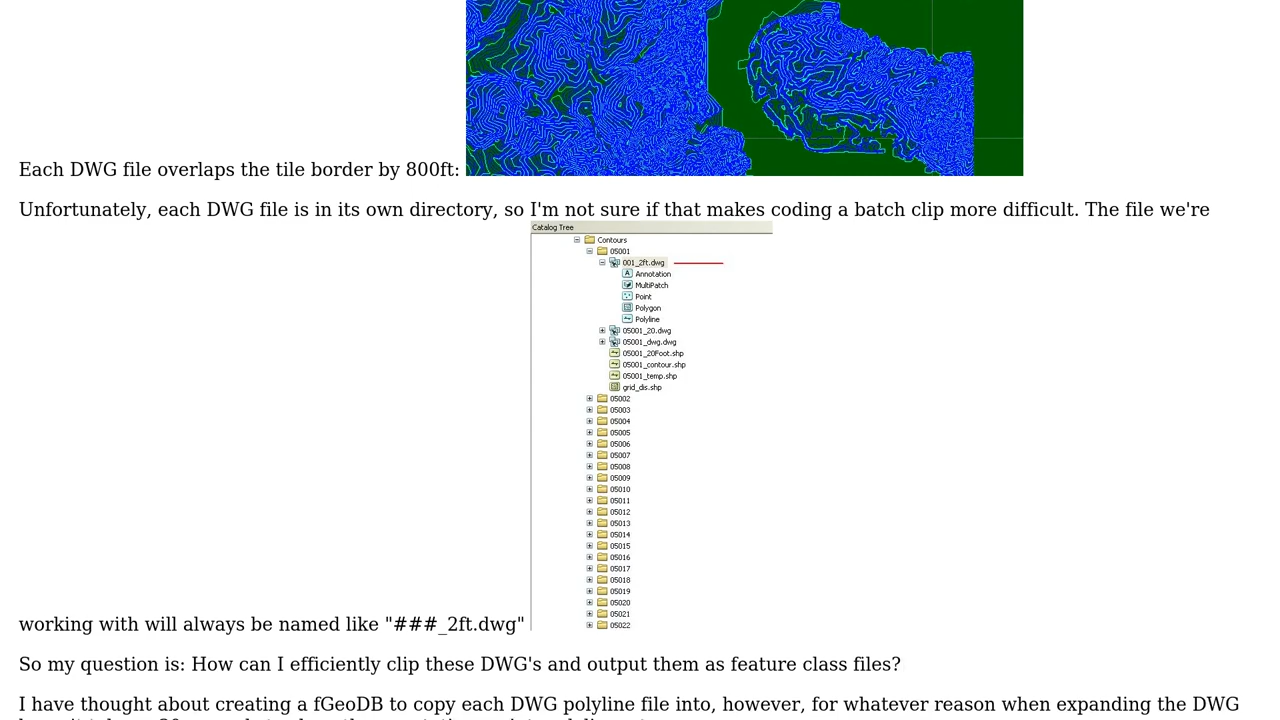 Each DWG file overlaps the tile border by 800ft:
Unfortunately, each DWG file is in its own directory, so I'm not sure if that makes coding a batch clip more difficult. The file we're
Catalog Tree
Contours
05001
001_2ft.dwg
Annotation
MultiPatch
Point
Polygon
Polyline
05001_20.dwg
05001_dwg.dwg
05001_20Foot.shp
05001_contour.shp
05001_temp.shp
grid_dis.shp
05002
05003
05004
05005
05006
05007
05008
05009
05010
05011
05012
05013
05014
05015
05016
05017
05018
05019
05020
05021
05022
working with will always be named like "###_2ft.dwg"
So my question is: How can I efficiently clip these DWG's and output them as feature class files?
I have thought about creating a fGeoDB to copy each DWG polyline file into, however, for whatever reason when expanding the DWG